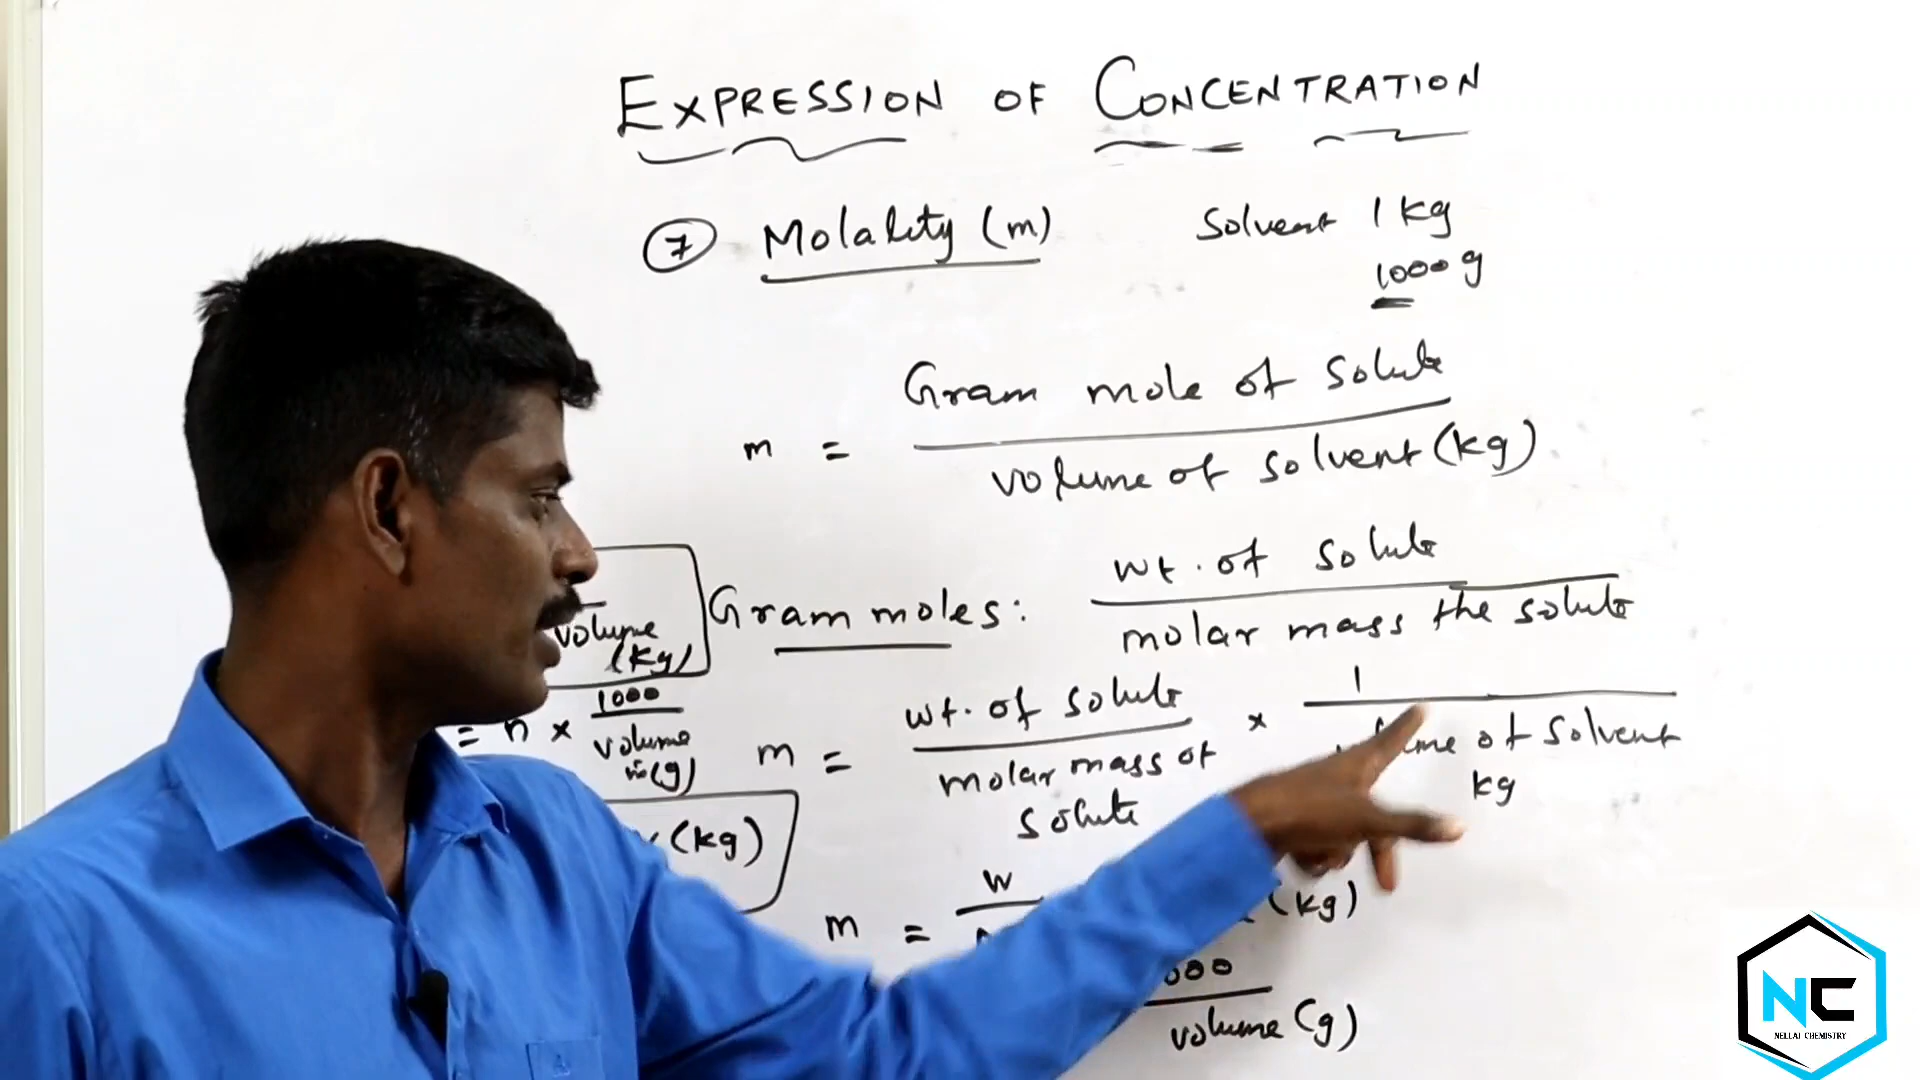 EXPRESSION OF CONCENTRATION
7 Molality (m)
Solvent 1 kg
1000 g
m = Gram mole of solute
volume of solvent (kg)
Gram moles: wt. of solute
molar mass the solute
volume
(kg)
= n × 1000
volume
in (g)
(kg)
m = wt. of solute × 1
molar mass of solute
of solvent
kg
m = w
(kg)
volume (g)
NC
NELLAI CHEMISTRY